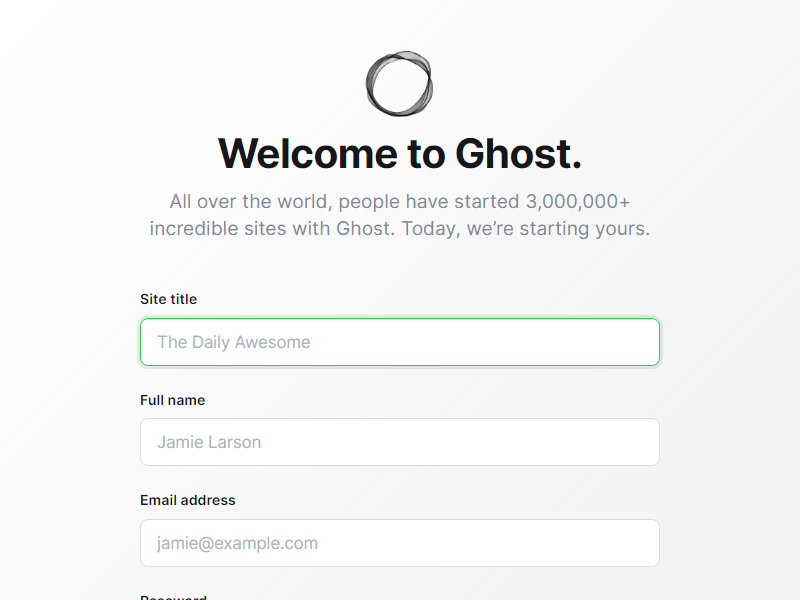 Welcome to Ghost.
All over the world, people have started 3,000,000+
incredible sites with Ghost. Today, we’re starting yours.
Site title
The Daily Awesome
Full name
Jamie Larson
Email address
jamie@example.com
Password